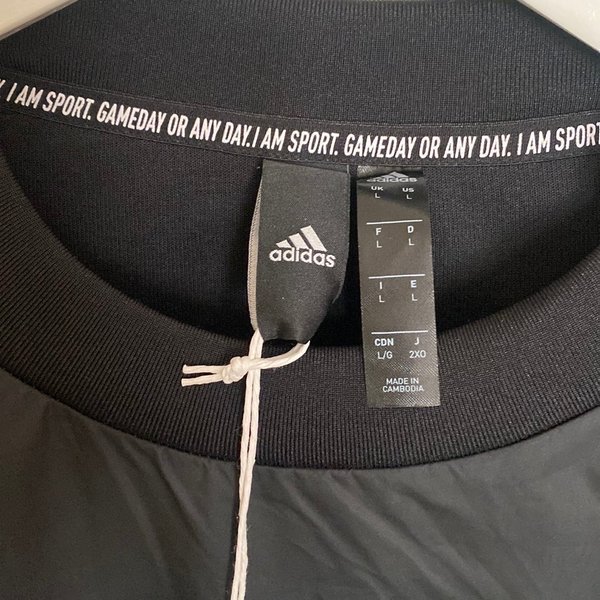 . I AM SPORT. GAMEDAY OR ANY DAY. I AM SPORT. GAMEDAY OR ANY DAY. I AM SPORT
adidas
adidas
UK US
L L
F D
L L
I E
L L
CDN J
L/G 2XO
MADE IN
CAMBODIA